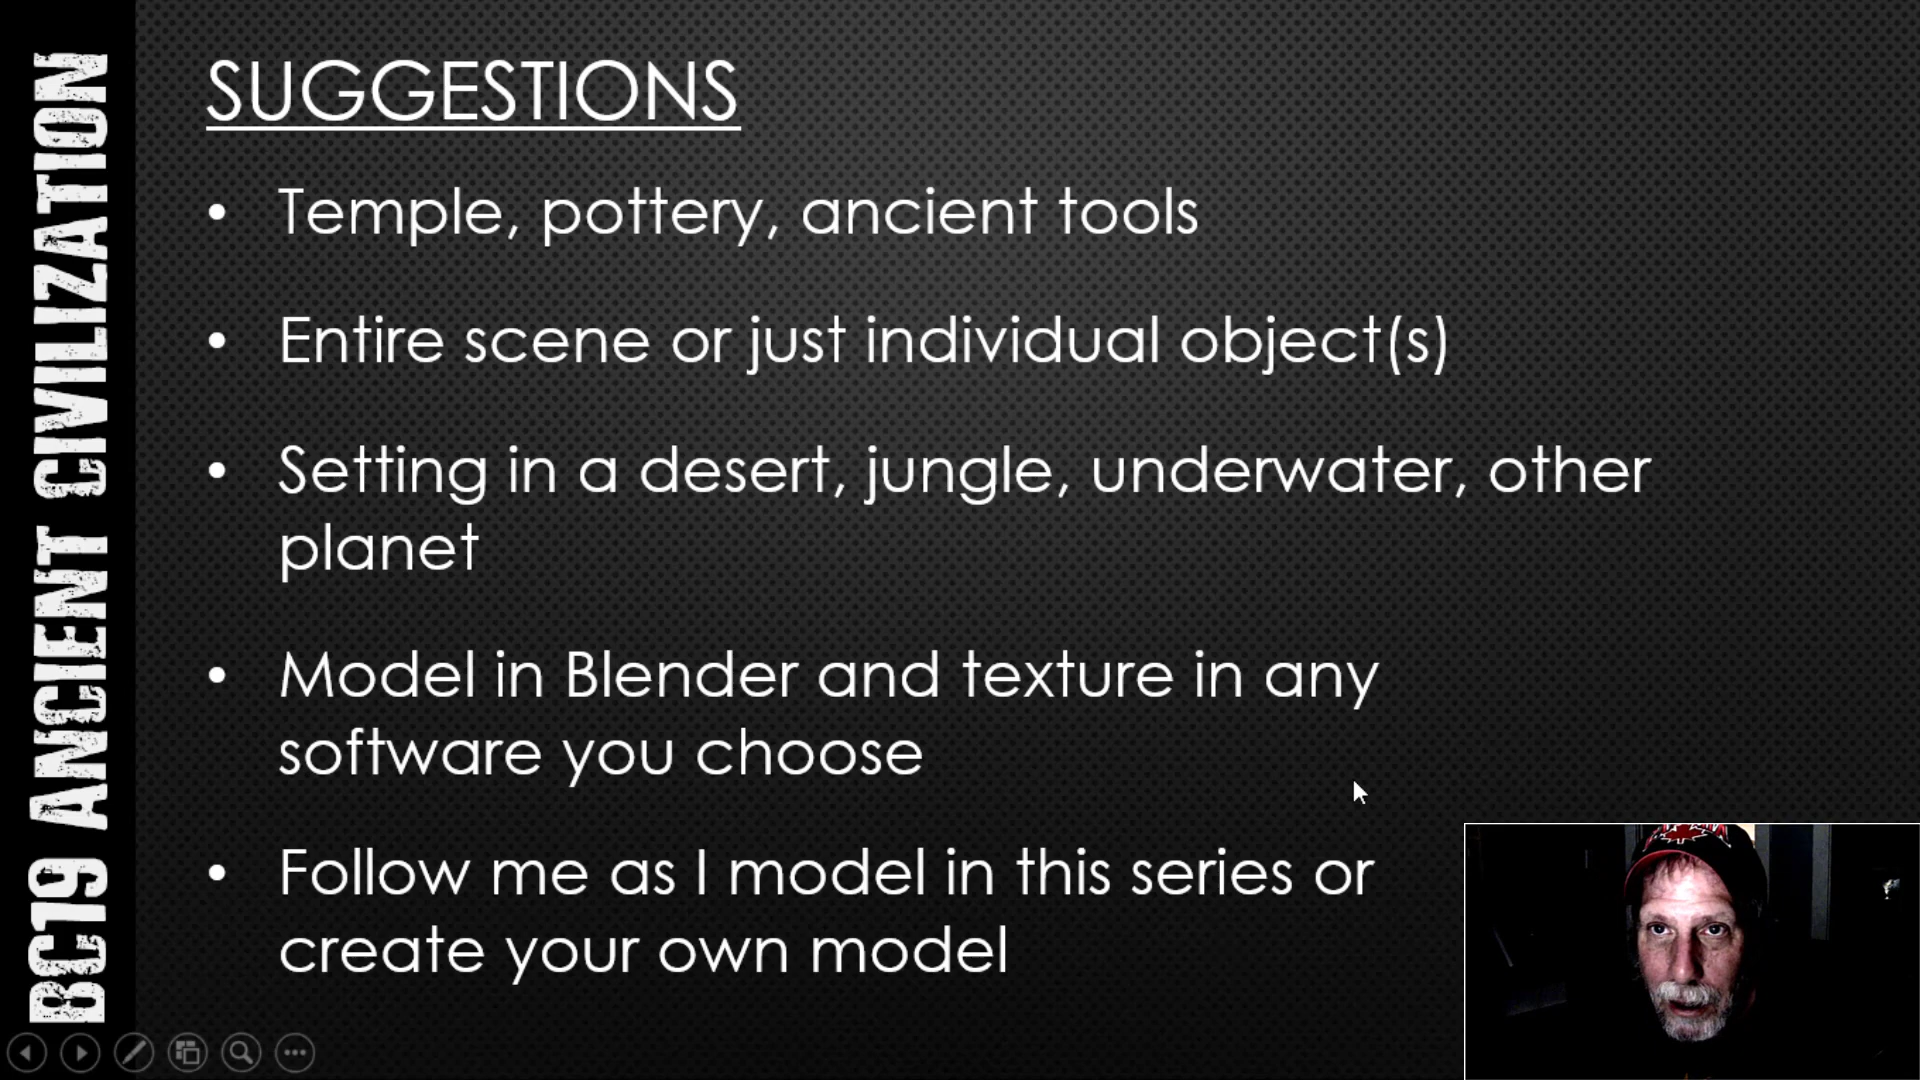 BC19 ANCIENT CIVILIZATION
SUGGESTIONS
• Temple, pottery, ancient tools
• Entire scene or just individual object(s)
• Setting in a desert, jungle, underwater, other
planet
• Model in Blender and texture in any
software you choose
• Follow me as I model in this series or
create your own model